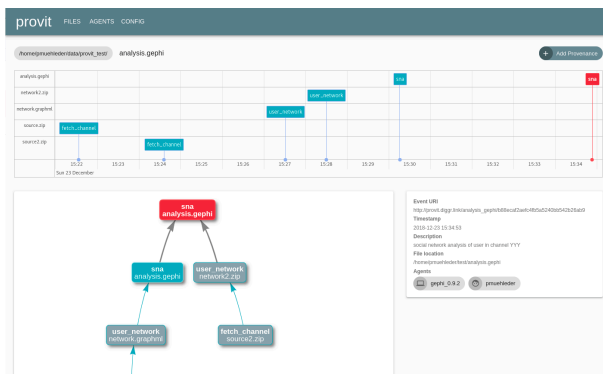 provit FILES AGENTS CONFIG
/home/pmuehleder/data/provit_test/ analysis.gephi + Add Provenance
analysis.gephi sna sna
network2.zip user_network
network.graphml user_network
source.zip fetch_channel
source2.zip fetch_channel
15:22 15:23 15:24 15:25 15:26 15:27 15:28 15:29 15:30 15:31 15:32 15:33 15:34
Sun 23 December
sna
analysis.gephi
sna
analysis.gephi
user_network
network2.zip
user_network
network.graphml
fetch_channel
source2.zip
Event URI
Timestamp
2018-12-23 15:34:53
Description
social network analysis of user in channel YYY
File location
/home/pmuehleder/test/analysis.gephi
Agents
gephi_0.9.2 pmuehleder